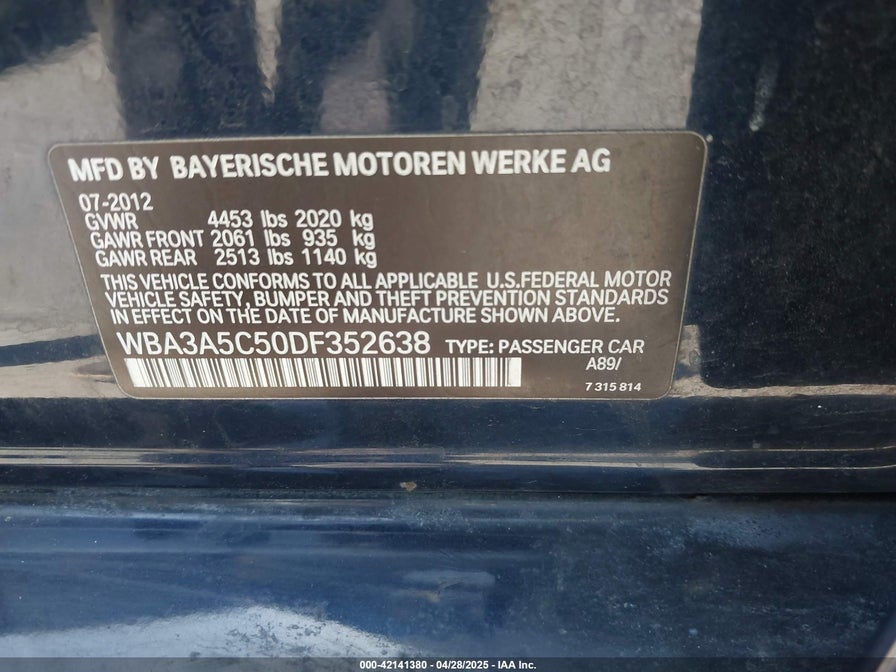 MFD BY BAYERISCHE MOTOREN WERKE AG
07-2012
GVWR 4453 lbs 2020 kg
GAWR FRONT 2061 lbs 935 kg
GAWR REAR 2513 lbs 1140 kg
THIS VEHICLE CONFORMS TO ALL APPLICABLE U.S.FEDERAL MOTOR
VEHICLE SAFETY, BUMPER AND THEFT PREVENTION STANDARDS
IN EFFECT ON THE DATE OF MANUFACTURE SHOWN ABOVE.
WBA3A5C50DF352638 TYPE: PASSENGER CAR
A89/
7 315 814
000-42141380 | 04/28/2025 - IAA Inc.